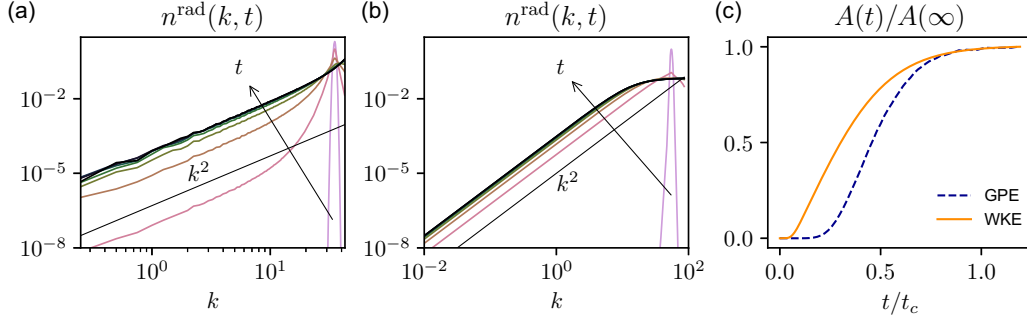 (a)
n^rad(k, t)
10^-2
10^-5
10^-8
10^0
10^1
k
t
k^2
(b)
n^rad(k, t)
10^-2
10^-5
10^-8
10^-2
10^0
10^2
k
t
k^2
(c)
A(t)/A(∞)
1.0
0.5
0.0
0.0
0.5
1.0
t/t_c
GPE
WKE